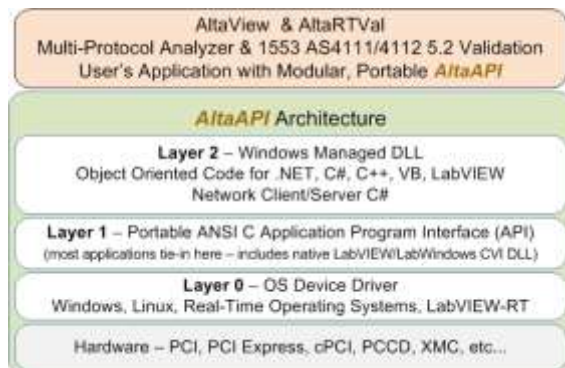 AltaView & AltaRTVal
Multi-Protocol Analyzer & 1553 AS4111/4112 5.2 Validation
User's Application with Modular, Portable AltaAPI
AltaAPI Architecture
Layer 2 – Windows Managed DLL
Object Oriented Code for .NET, C#, C++, VB, LabVIEW
Network Client/Server C#
Layer 1 – Portable ANSI C Application Program Interface (API)
(most applications tie-in here – includes native LabVIEW/LabWindows CVI DLL)
Layer 0 – OS Device Driver
Windows, Linux, Real-Time Operating Systems, LabVIEW-RT
Hardware – PCI, PCI Express, cPCI, PCCD, XMC, etc...